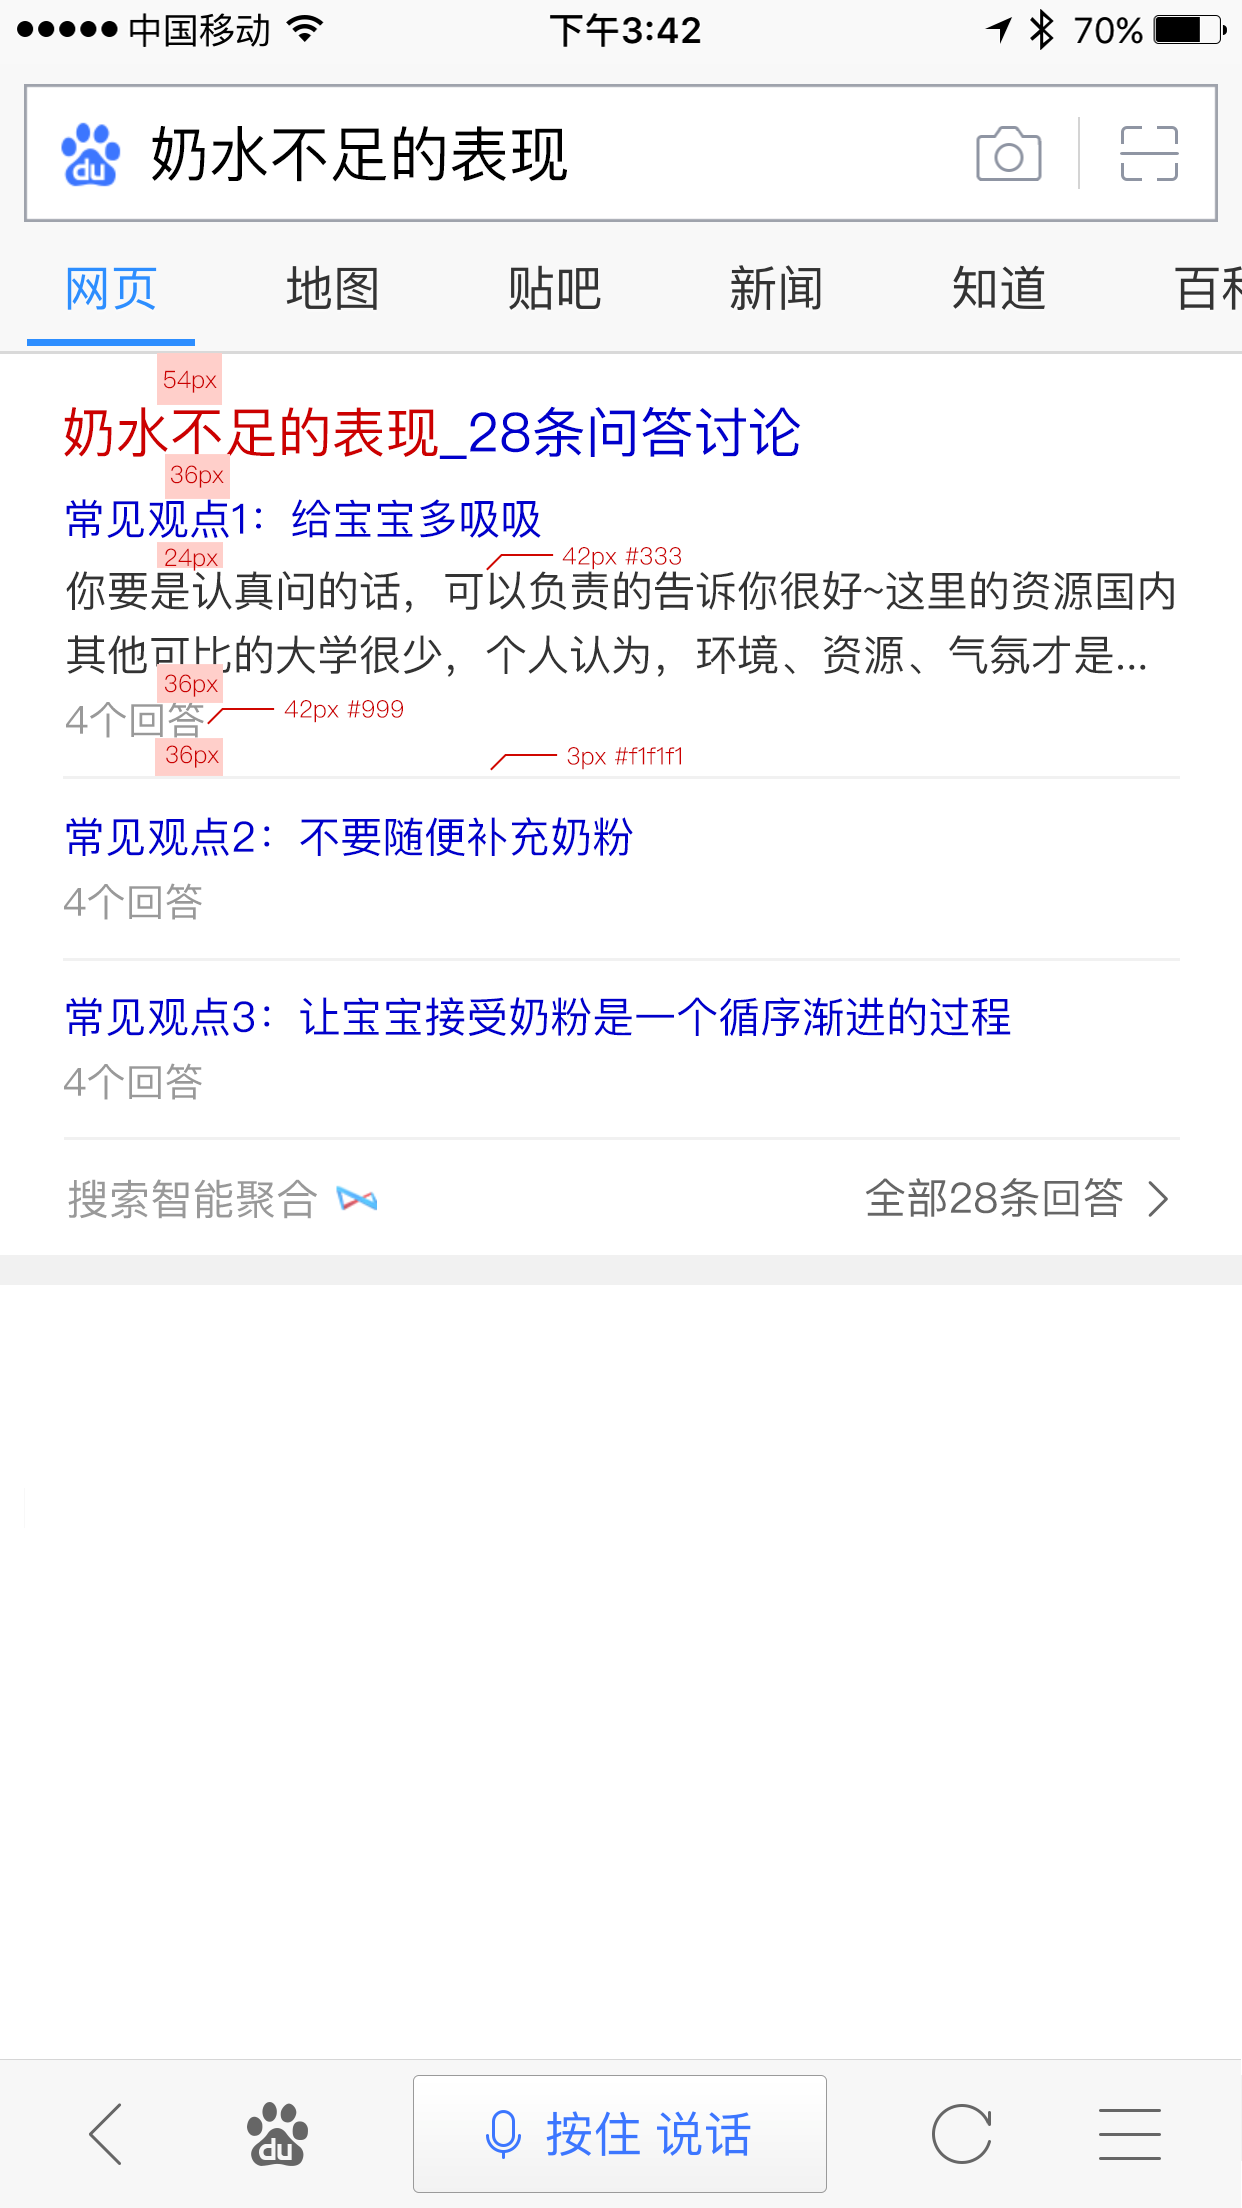 中国移动 下午3:42 70%
du 奶水不足的表现
网页 地图 贴吧 新闻 知道 百科
54px
奶水不足的表现_28条问答讨论
36px
常见观点1：给宝宝多吸吸
24px 42px #333
你要是认真问的话，可以负责的告诉你很好~这里的资源国内
其他可比的大学很少，个人认为，环境、资源、气氛才是...
36px
4个回答 42px #999
36px 3px #f1f1f1
常见观点2：不要随便补充奶粉
4个回答
常见观点3：让宝宝接受奶粉是一个循序渐进的过程
4个回答
搜索智能聚合 全部28条回答
du 按住 说话